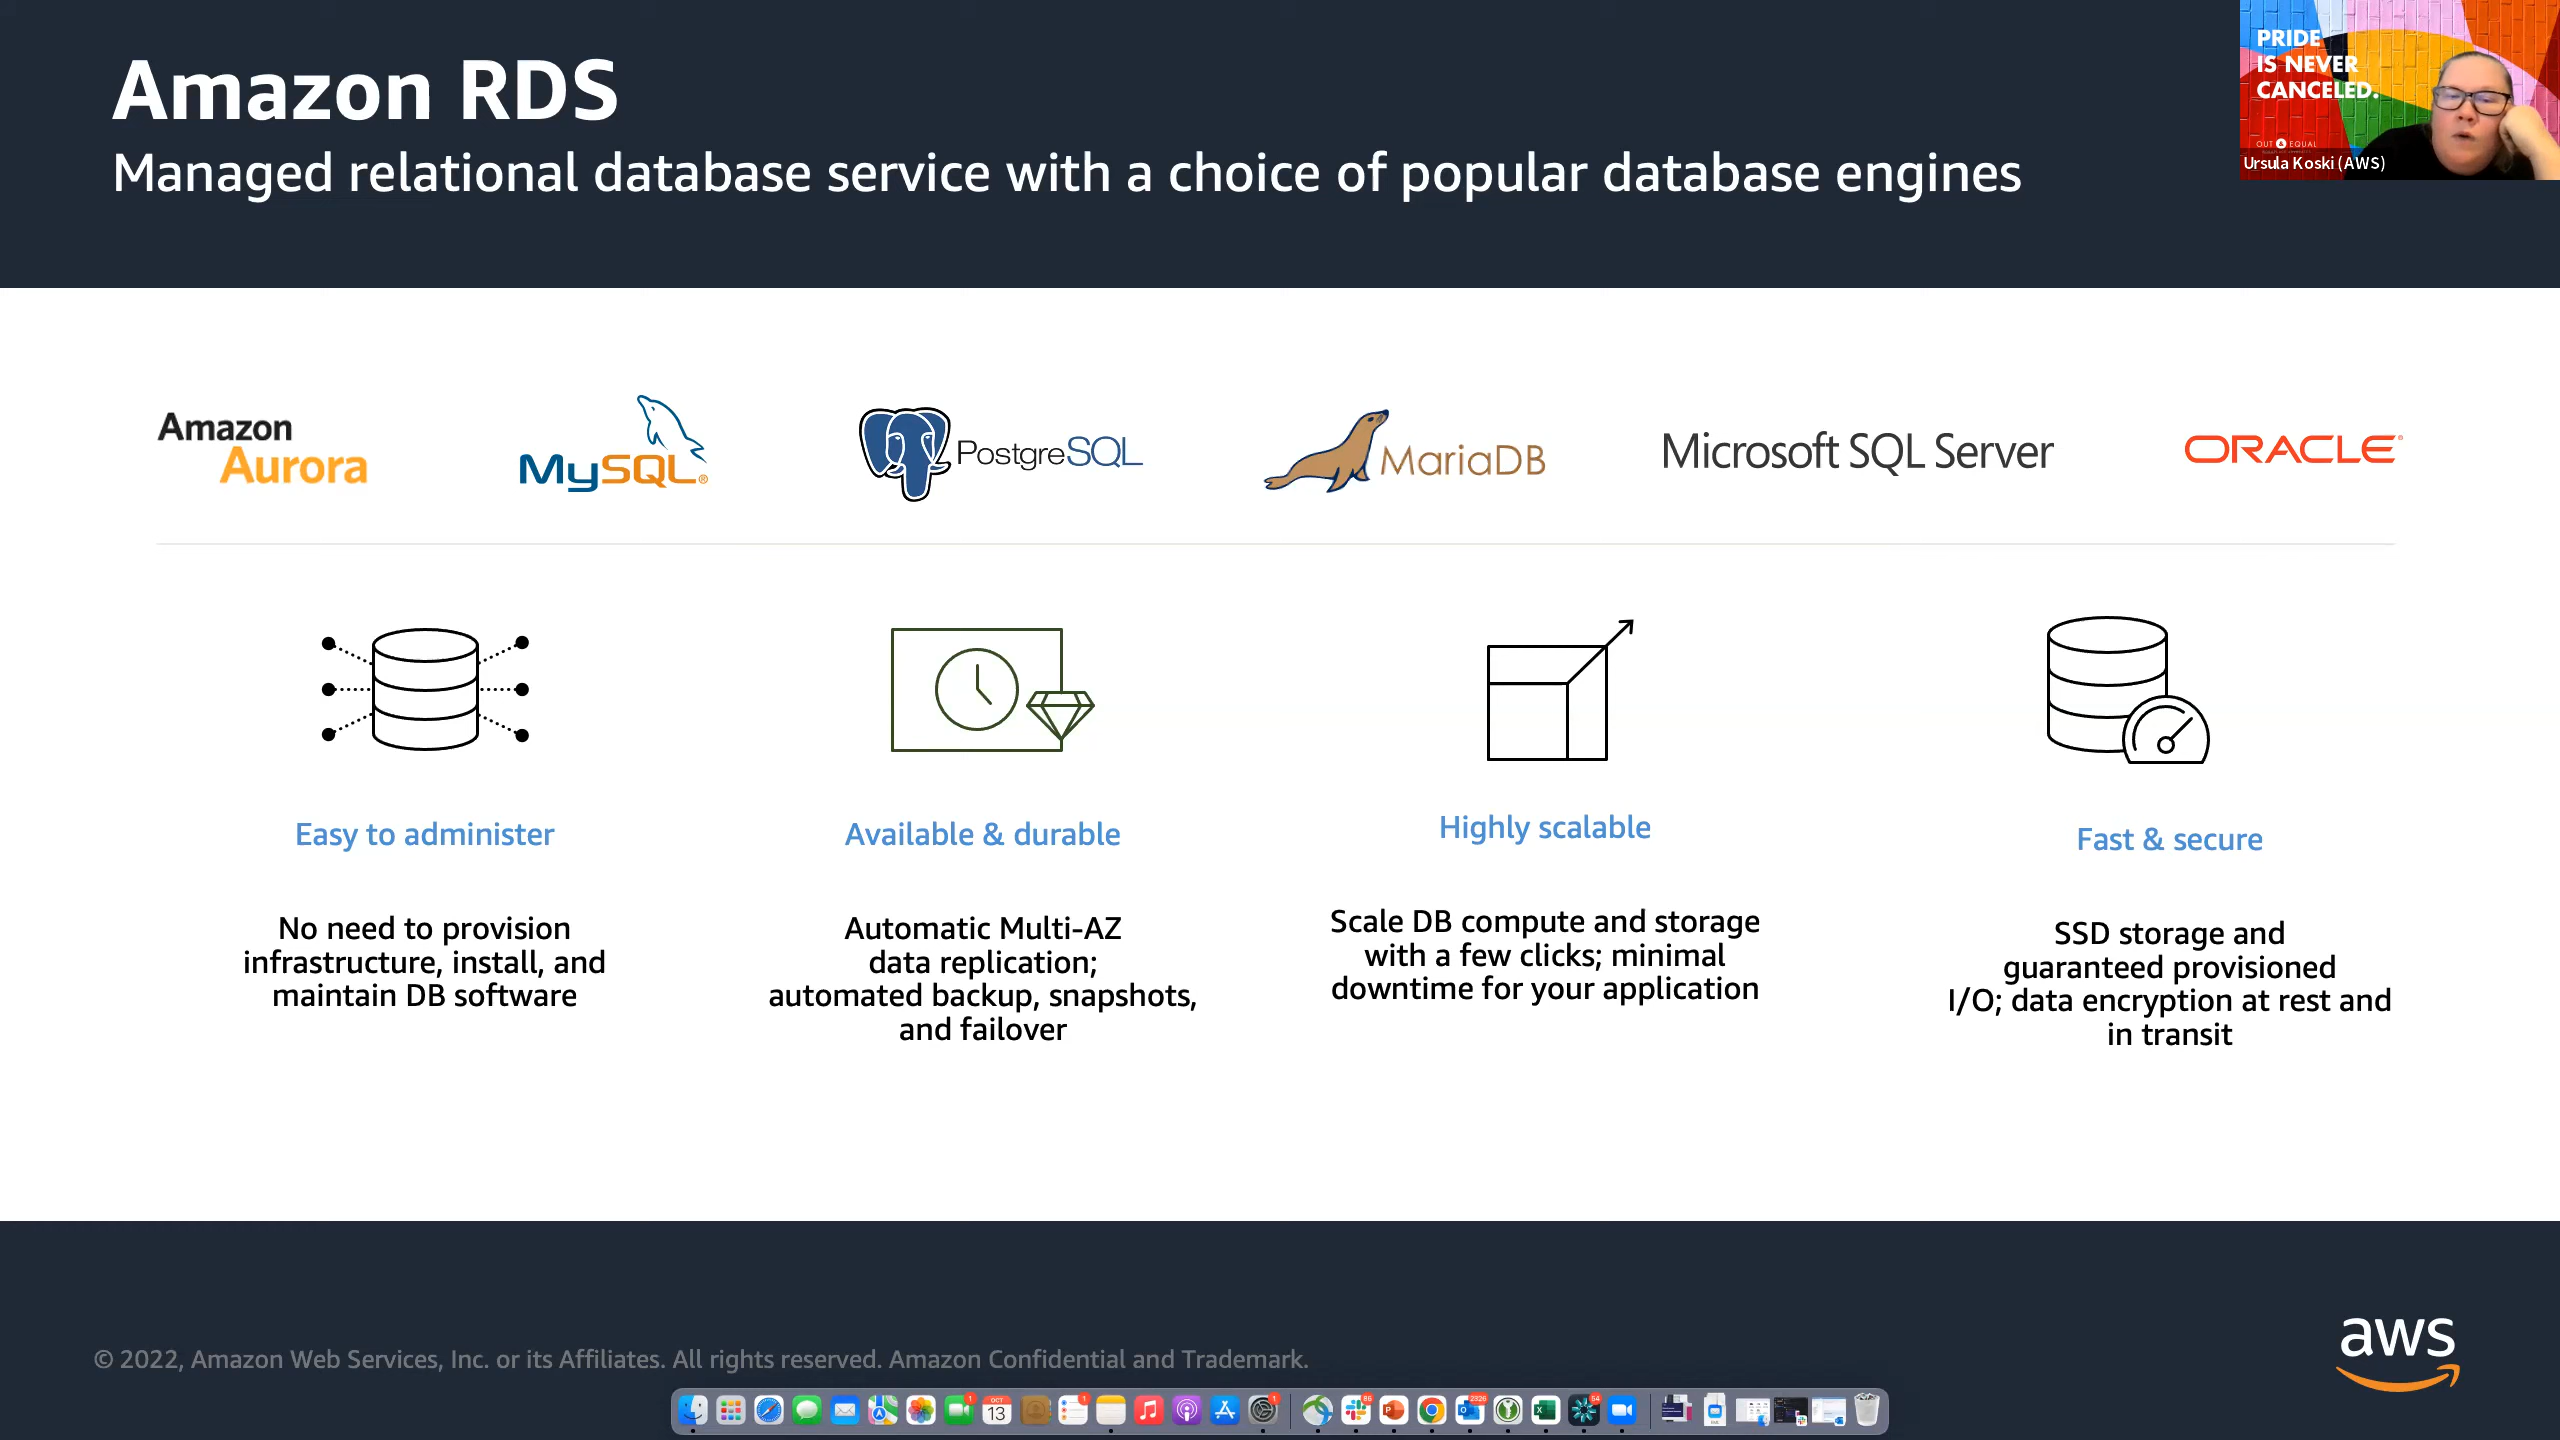 Amazon RDS
Managed relational database service with a choice of popular database engines
PRIDE
IS NEVER
CANCELED.
OUT & EQUAL
Ursula Koski (AWS)
Amazon
Aurora
MySQL®
PostgreSQL
MariaDB
Microsoft SQL Server
ORACLE®
Easy to administer
No need to provision
infrastructure, install, and
maintain DB software
Available & durable
Automatic Multi-AZ
data replication;
automated backup, snapshots,
and failover
Highly scalable
Scale DB compute and storage
with a few clicks; minimal
downtime for your application
Fast & secure
SSD storage and
guaranteed provisioned
I/O; data encryption at rest and
in transit
© 2022, Amazon Web Services, Inc. or its Affiliates. All rights reserved. Amazon Confidential and Trademark.
aws
OCT
13